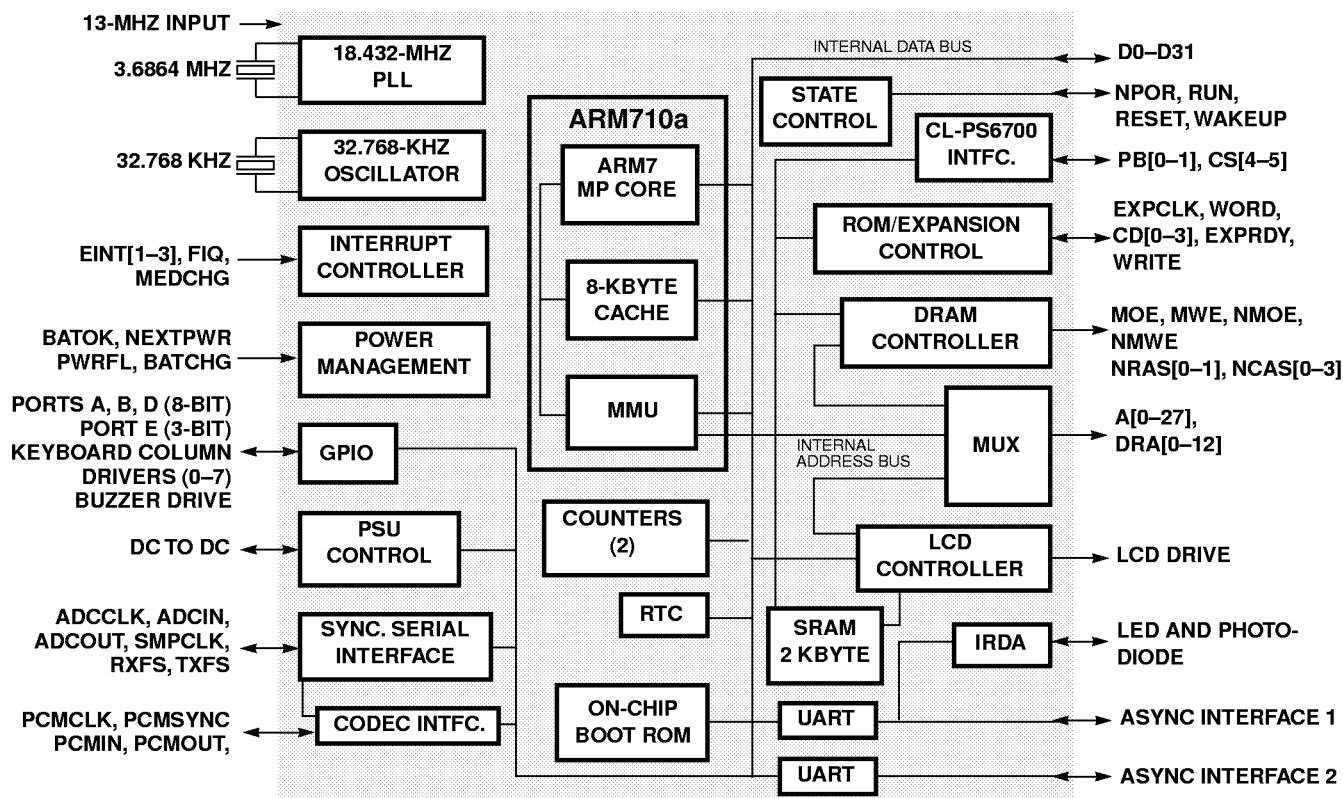 13-MHZ INPUT
3.6864 MHZ
18.432-MHZ
PLL
32.768 KHZ
32.768-KHZ
OSCILLATOR
EINT[1–3], FIQ,
MEDCHG
INTERRUPT
CONTROLLER
BATOK, NEXTPWR
PWRFL, BATCHG
POWER
MANAGEMENT
PORTS A, B, D (8-BIT)
PORT E (3-BIT)
KEYBOARD COLUMN
DRIVERS (0–7)
BUZZER DRIVE
GPIO
DC TO DC
PSU
CONTROL
ADCCLK, ADCIN,
ADCOUT, SMPCLK,
RXFS, TXFS
SYNC. SERIAL
INTERFACE
PCMCLK, PCMSYNC
PCMIN, PCMOUT,
CODEC INTFC.
ARM710a
ARM7
MP CORE
8-KBYTE
CACHE
MMU
COUNTERS
(2)
RTC
ON-CHIP
BOOT ROM
INTERNAL DATA BUS
D0–D31
STATE
CONTROL
NPOR, RUN,
RESET, WAKEUP
CL-PS6700
INTFC.
PB[0–1], CS[4–5]
ROM/EXPANSION
CONTROL
EXPCLK, WORD,
CD[0–3], EXPRDY,
WRITE
DRAM
CONTROLLER
MOE, MWE, NMOE,
NMWE
NRAS[0–1], NCAS[0–3]
MUX
A[0–27],
DRA[0–12]
INTERNAL
ADDRESS BUS
LCD
CONTROLLER
LCD DRIVE
SRAM
2 KBYTE
IRDA
LED AND PHOTO-
DIODE
UART
ASYNC INTERFACE 1
UART
ASYNC INTERFACE 2